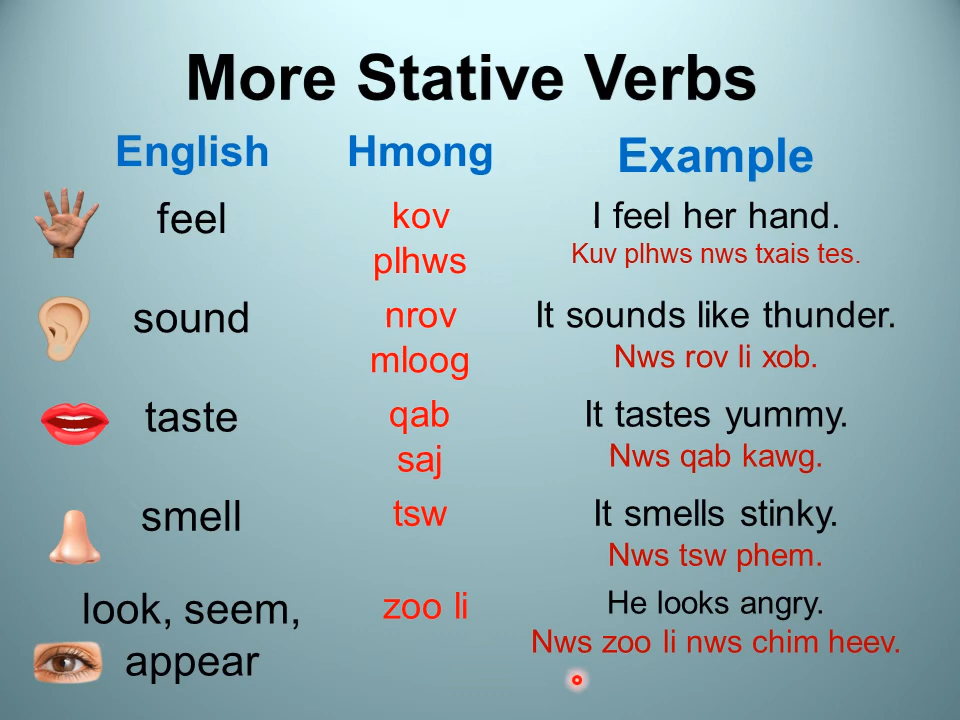 More Stative Verbs
English Hmong Example
feel
kov
plhws
I feel her hand.
Kuv plhws nws txais tes.
sound
nrov
mloog
It sounds like thunder.
Nws rov li xob.
taste
qab
saj
It tastes yummy.
Nws qab kawg.
smell
tsw
It smells stinky.
Nws tsw phem.
look, seem,
appear
zoo li
He looks angry.
Nws zoo li nws chim heev.